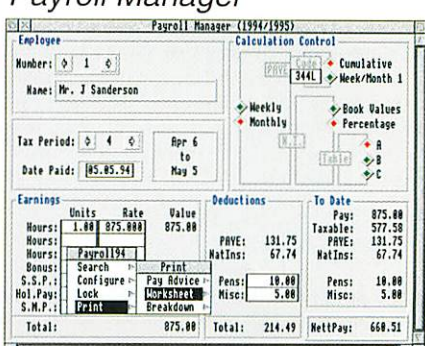 Payroll Manager
Payroll Manager (1994/1995)
Employee
Number: 1
Name: Mr. J Sanderson
Calculation Control
PAYE
Code
344L
Cumulative
Week/Month 1
Weekly
Monthly
Book Values
Percentage
N.I.
Table
A
B
C
Tax Period: 4
Date Paid: 05.05.94
Apr 6
to
May 5
Earnings
Units Rate Value
Hours: 1.00 875.000 875.00
Hours:
Hours:
Bonus:
S.S.P.:
Hol.Pay:
S.M.P.:
Total: 875.00
Payroll94
Search
Configure
Lock
Print
Print
Pay Advice
Worksheet
Breakdown
Deductions
PAYE: 131.75
NatIns: 67.74
Pens: 10.00
Misc: 5.00
Total: 214.49
To Date
Pay: 875.00
Taxable: 577.58
PAYE: 131.75
NatIns: 67.74
Pens: 10.00
Misc: 5.00
NettPay: 660.51